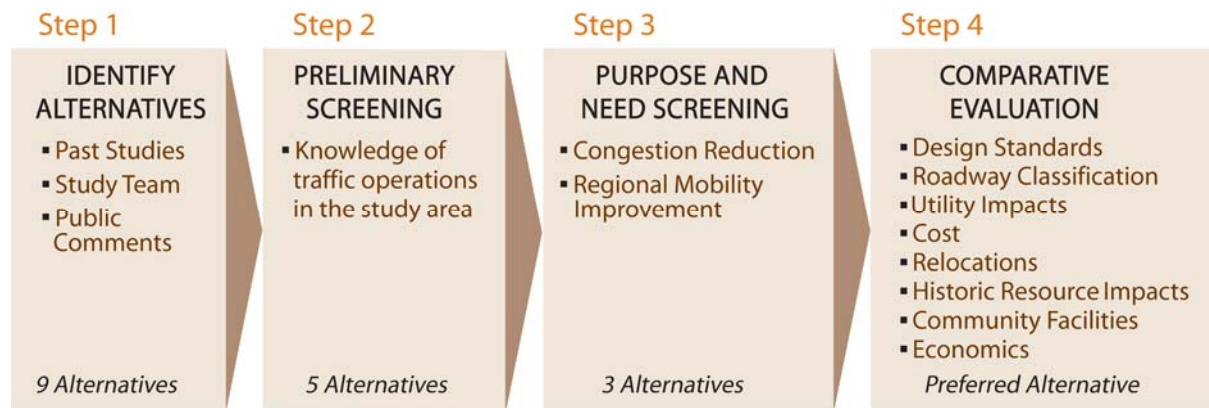 Step 1
IDENTIFY
ALTERNATIVES
▪ Past Studies
▪ Study Team
▪ Public
Comments
9 Alternatives
Step 2
PRELIMINARY
SCREENING
▪ Knowledge of
traffic operations
in the study area
5 Alternatives
Step 3
PURPOSE AND
NEED SCREENING
▪ Congestion Reduction
▪ Regional Mobility
Improvement
3 Alternatives
Step 4
COMPARATIVE
EVALUATION
▪ Design Standards
▪ Roadway Classification
▪ Utility Impacts
▪ Cost
▪ Relocations
▪ Historic Resource Impacts
▪ Community Facilities
▪ Economics
Preferred Alternative